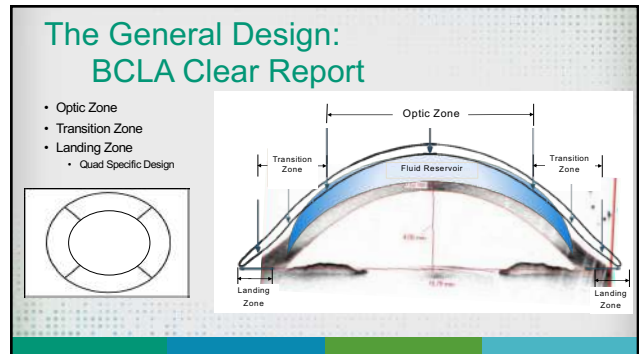 The General Design:
BCLA Clear Report
• Optic Zone
• Transition Zone
• Landing Zone
• Quad Specific Design
Optic Zone
Transition
Zone
Transition
Zone
Fluid Reservoir
Landing
Zone
Landing
Zone